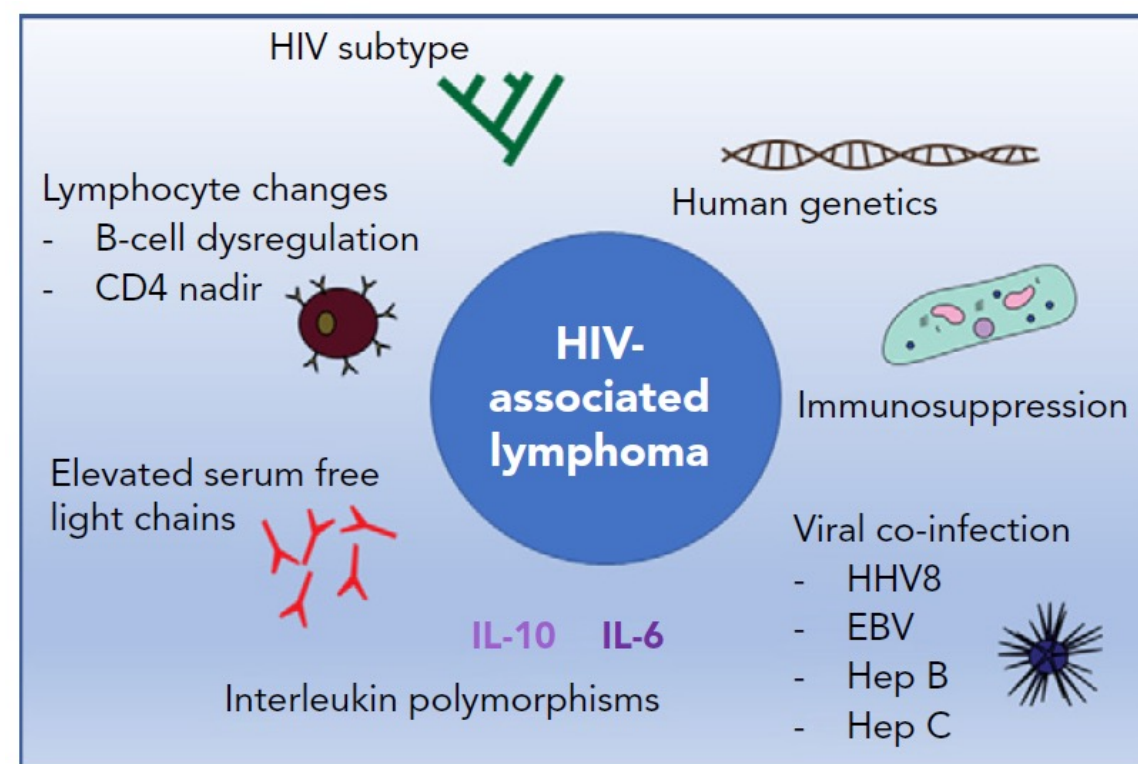 HIV subtype
Human genetics
Lymphocyte changes
- B-cell dysregulation
- CD4 nadir
HIV-
associated
lymphoma
Immunosuppression
Elevated serum free
light chains
Viral co-infection
- HHV8
- EBV
- Hep B
- Hep C
IL-10 IL-6
Interleukin polymorphisms